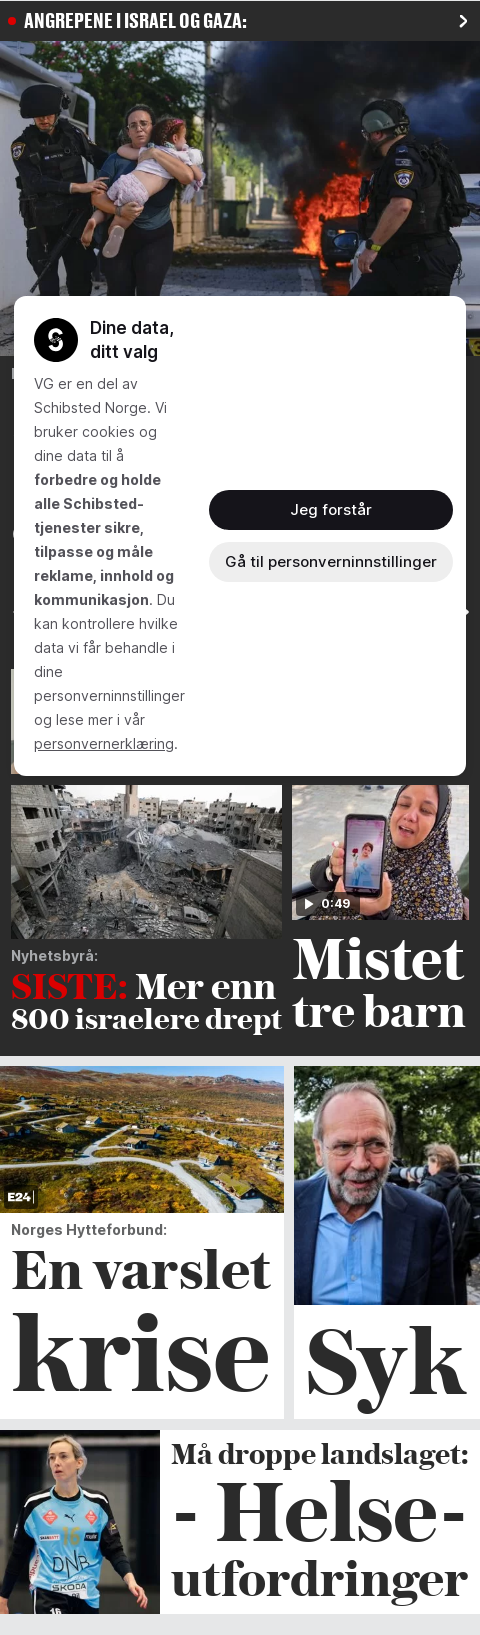 ANGREPENE I ISRAEL OG GAZA:
Dine data,
ditt valg
VG er en del av
Schibsted Norge. Vi
bruker cookies og
dine data til å
forbedre og holde
alle Schibsted-
tjenester sikre,
tilpasse og måle
reklame, innhold og
kommunikasjon. Du
kan kontrollere hvilke
data vi får behandle i
dine
personverninnstillinger
og lese mer i vår
personvernerklæring.
Jeg forstår
Gå til personverninnstillinger
Nyhetsbyrå:
SISTE: Mer enn
800 israelere drept
0:49
Mistet
tre barn
E24
Norges Hytteforbund:
En varslet
krise
Syk
16
DNB
SKODA
16
Må droppe landslaget:
- Helse-
utfordringer